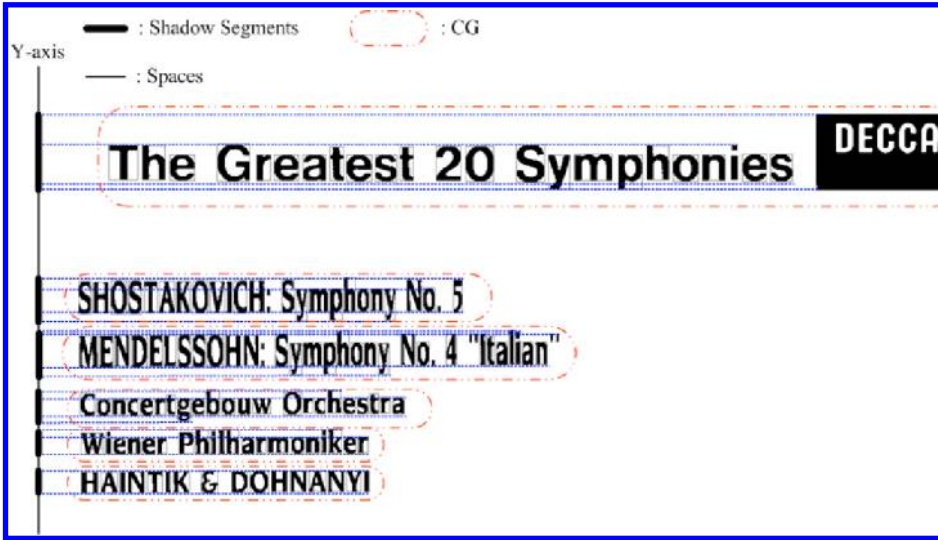 : Shadow Segments : CG
Y-axis
: Spaces
DECCA
The Greatest 20 Symphonies
SHOSTAKOVICH: Symphony No. 5
MENDELSSOHN: Symphony No. 4 "Italian"
Concertgebouw Orchestra
Wiener Philharmoniker
HAINTIK & DOHNANYI